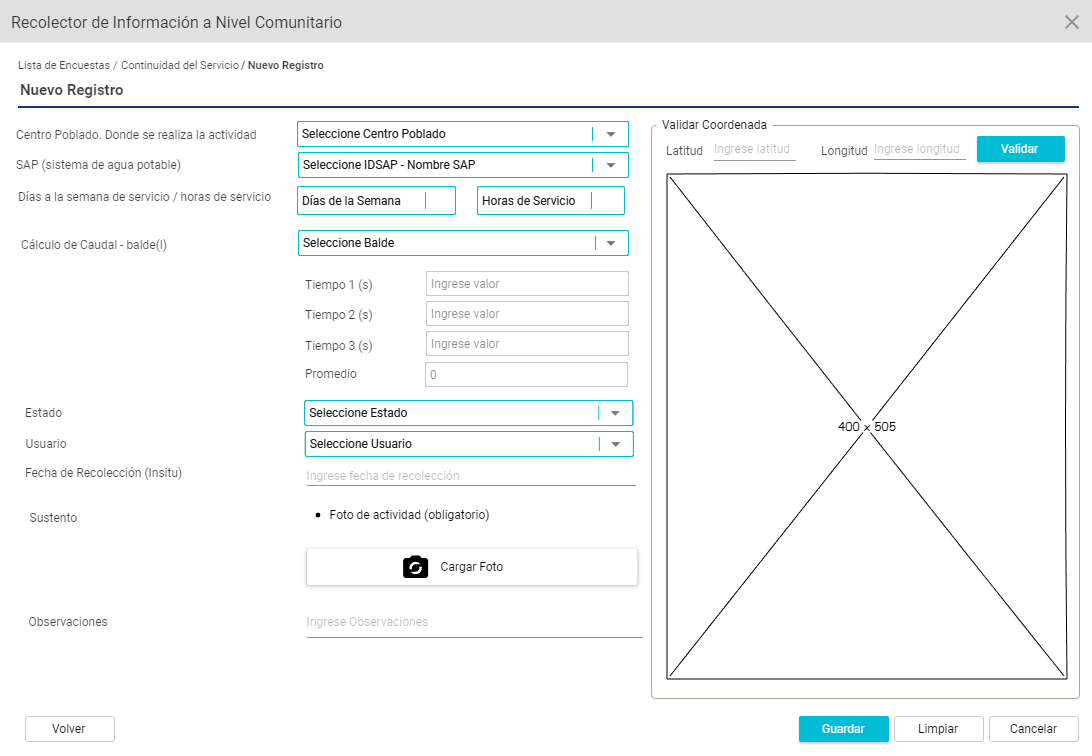 Recolector de Información a Nivel Comunitario
Lista de Encuestas / Continuidad del Servicio / Nuevo Registro
Nuevo Registro
Centro Poblado. Donde se realiza la actividad
Seleccione Centro Poblado
SAP (sistema de agua potable)
Seleccione IDSAP - Nombre SAP
Días a la semana de servicio / horas de servicio
Días de la Semana
Horas de Servicio
Cálculo de Caudal - balde(l)
Seleccione Balde
Tiempo 1 (s)
Ingrese valor
Tiempo 2 (s)
Ingrese valor
Tiempo 3 (s)
Ingrese valor
Promedio
0
Estado
Seleccione Estado
Usuario
Seleccione Usuario
Fecha de Recolección (Insitu)
Ingrese fecha de recolección
Sustento
• Foto de actividad (obligatorio)
Cargar Foto
Observaciones
Ingrese Observaciones
Validar Coordenada
Latitud
Ingrese latitud
Longitud
Ingrese longitud
Validar
400 x 505
Volver
Guardar
Limpiar
Cancelar